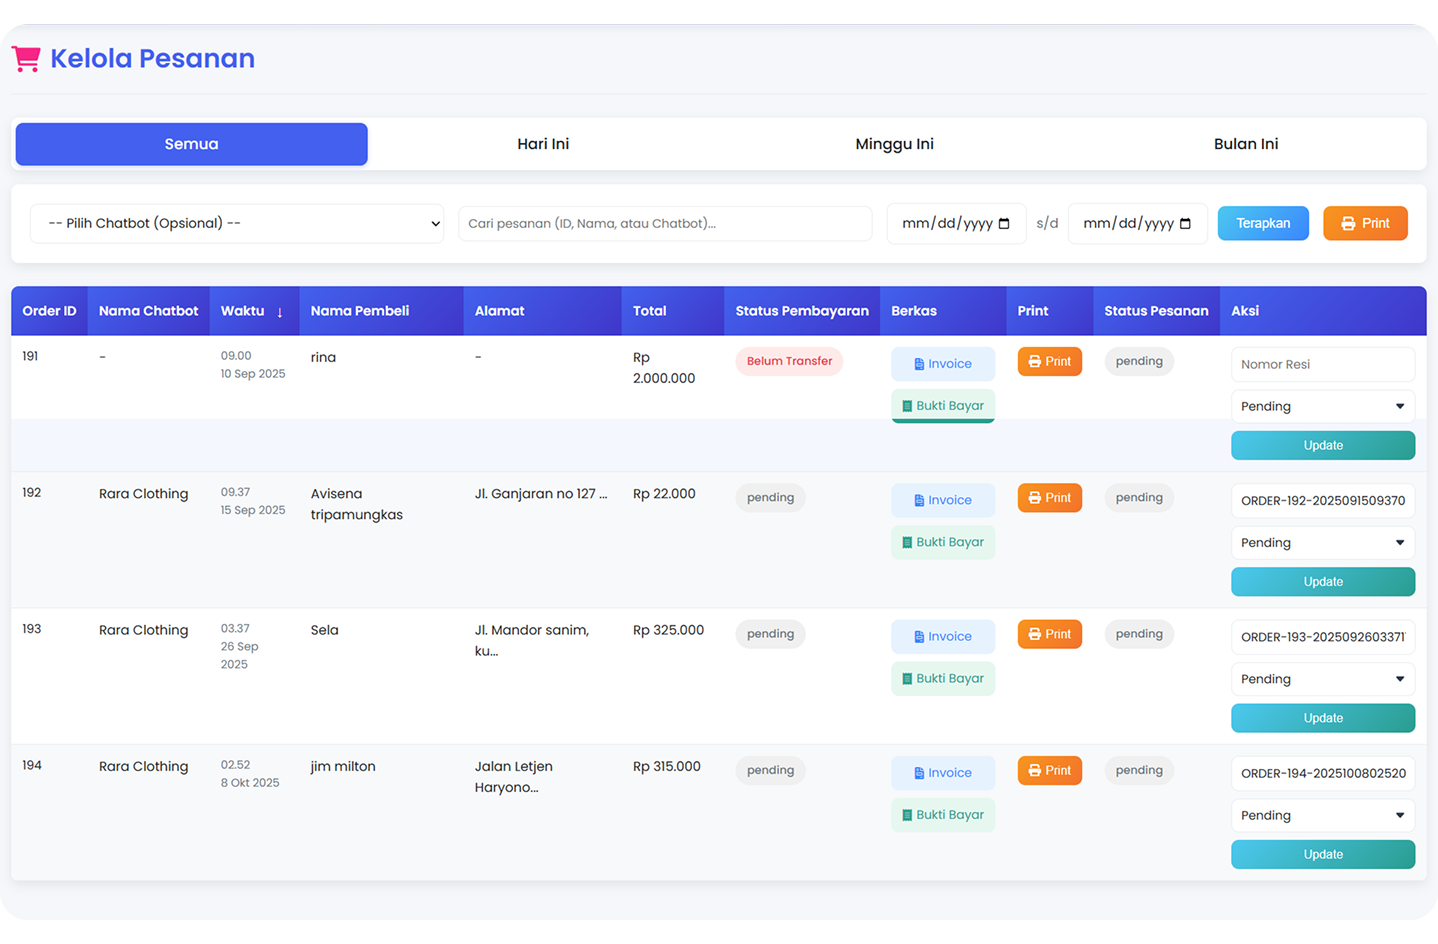 Kelola Pesanan
Semua
Hari Ini
Minggu Ini
Bulan Ini
-- Pilih Chatbot (Opsional) --
Cari pesanan (ID, Nama, atau Chatbot)...
mm/dd/yyyy
s/d
mm/dd/yyyy
Terapkan
Print
Order ID
Nama Chatbot
Waktu ↓
Nama Pembeli
Alamat
Total
Status Pembayaran
Berkas
Print
Status Pesanan
Aksi
191
-
09.00
10 Sep 2025
rina
-
Rp
2.000.000
Belum Transfer
Invoice
Bukti Bayar
Print
pending
Nomor Resi
Pending
Update
192
Rara Clothing
09.37
15 Sep 2025
Avisena
tripamungkas
Jl. Ganjaran no 127 ...
Rp 22.000
pending
Invoice
Bukti Bayar
Print
pending
ORDER-192-2025091509370
Pending
Update
193
Rara Clothing
03.37
26 Sep
2025
Sela
Jl. Mandor sanim,
ku...
Rp 325.000
pending
Invoice
Bukti Bayar
Print
pending
ORDER-193-2025092603371
Pending
Update
194
Rara Clothing
02.52
8 Okt 2025
jim milton
Jalan Letjen
Haryono...
Rp 315.000
pending
Invoice
Bukti Bayar
Print
pending
ORDER-194-2025100802520
Pending
Update